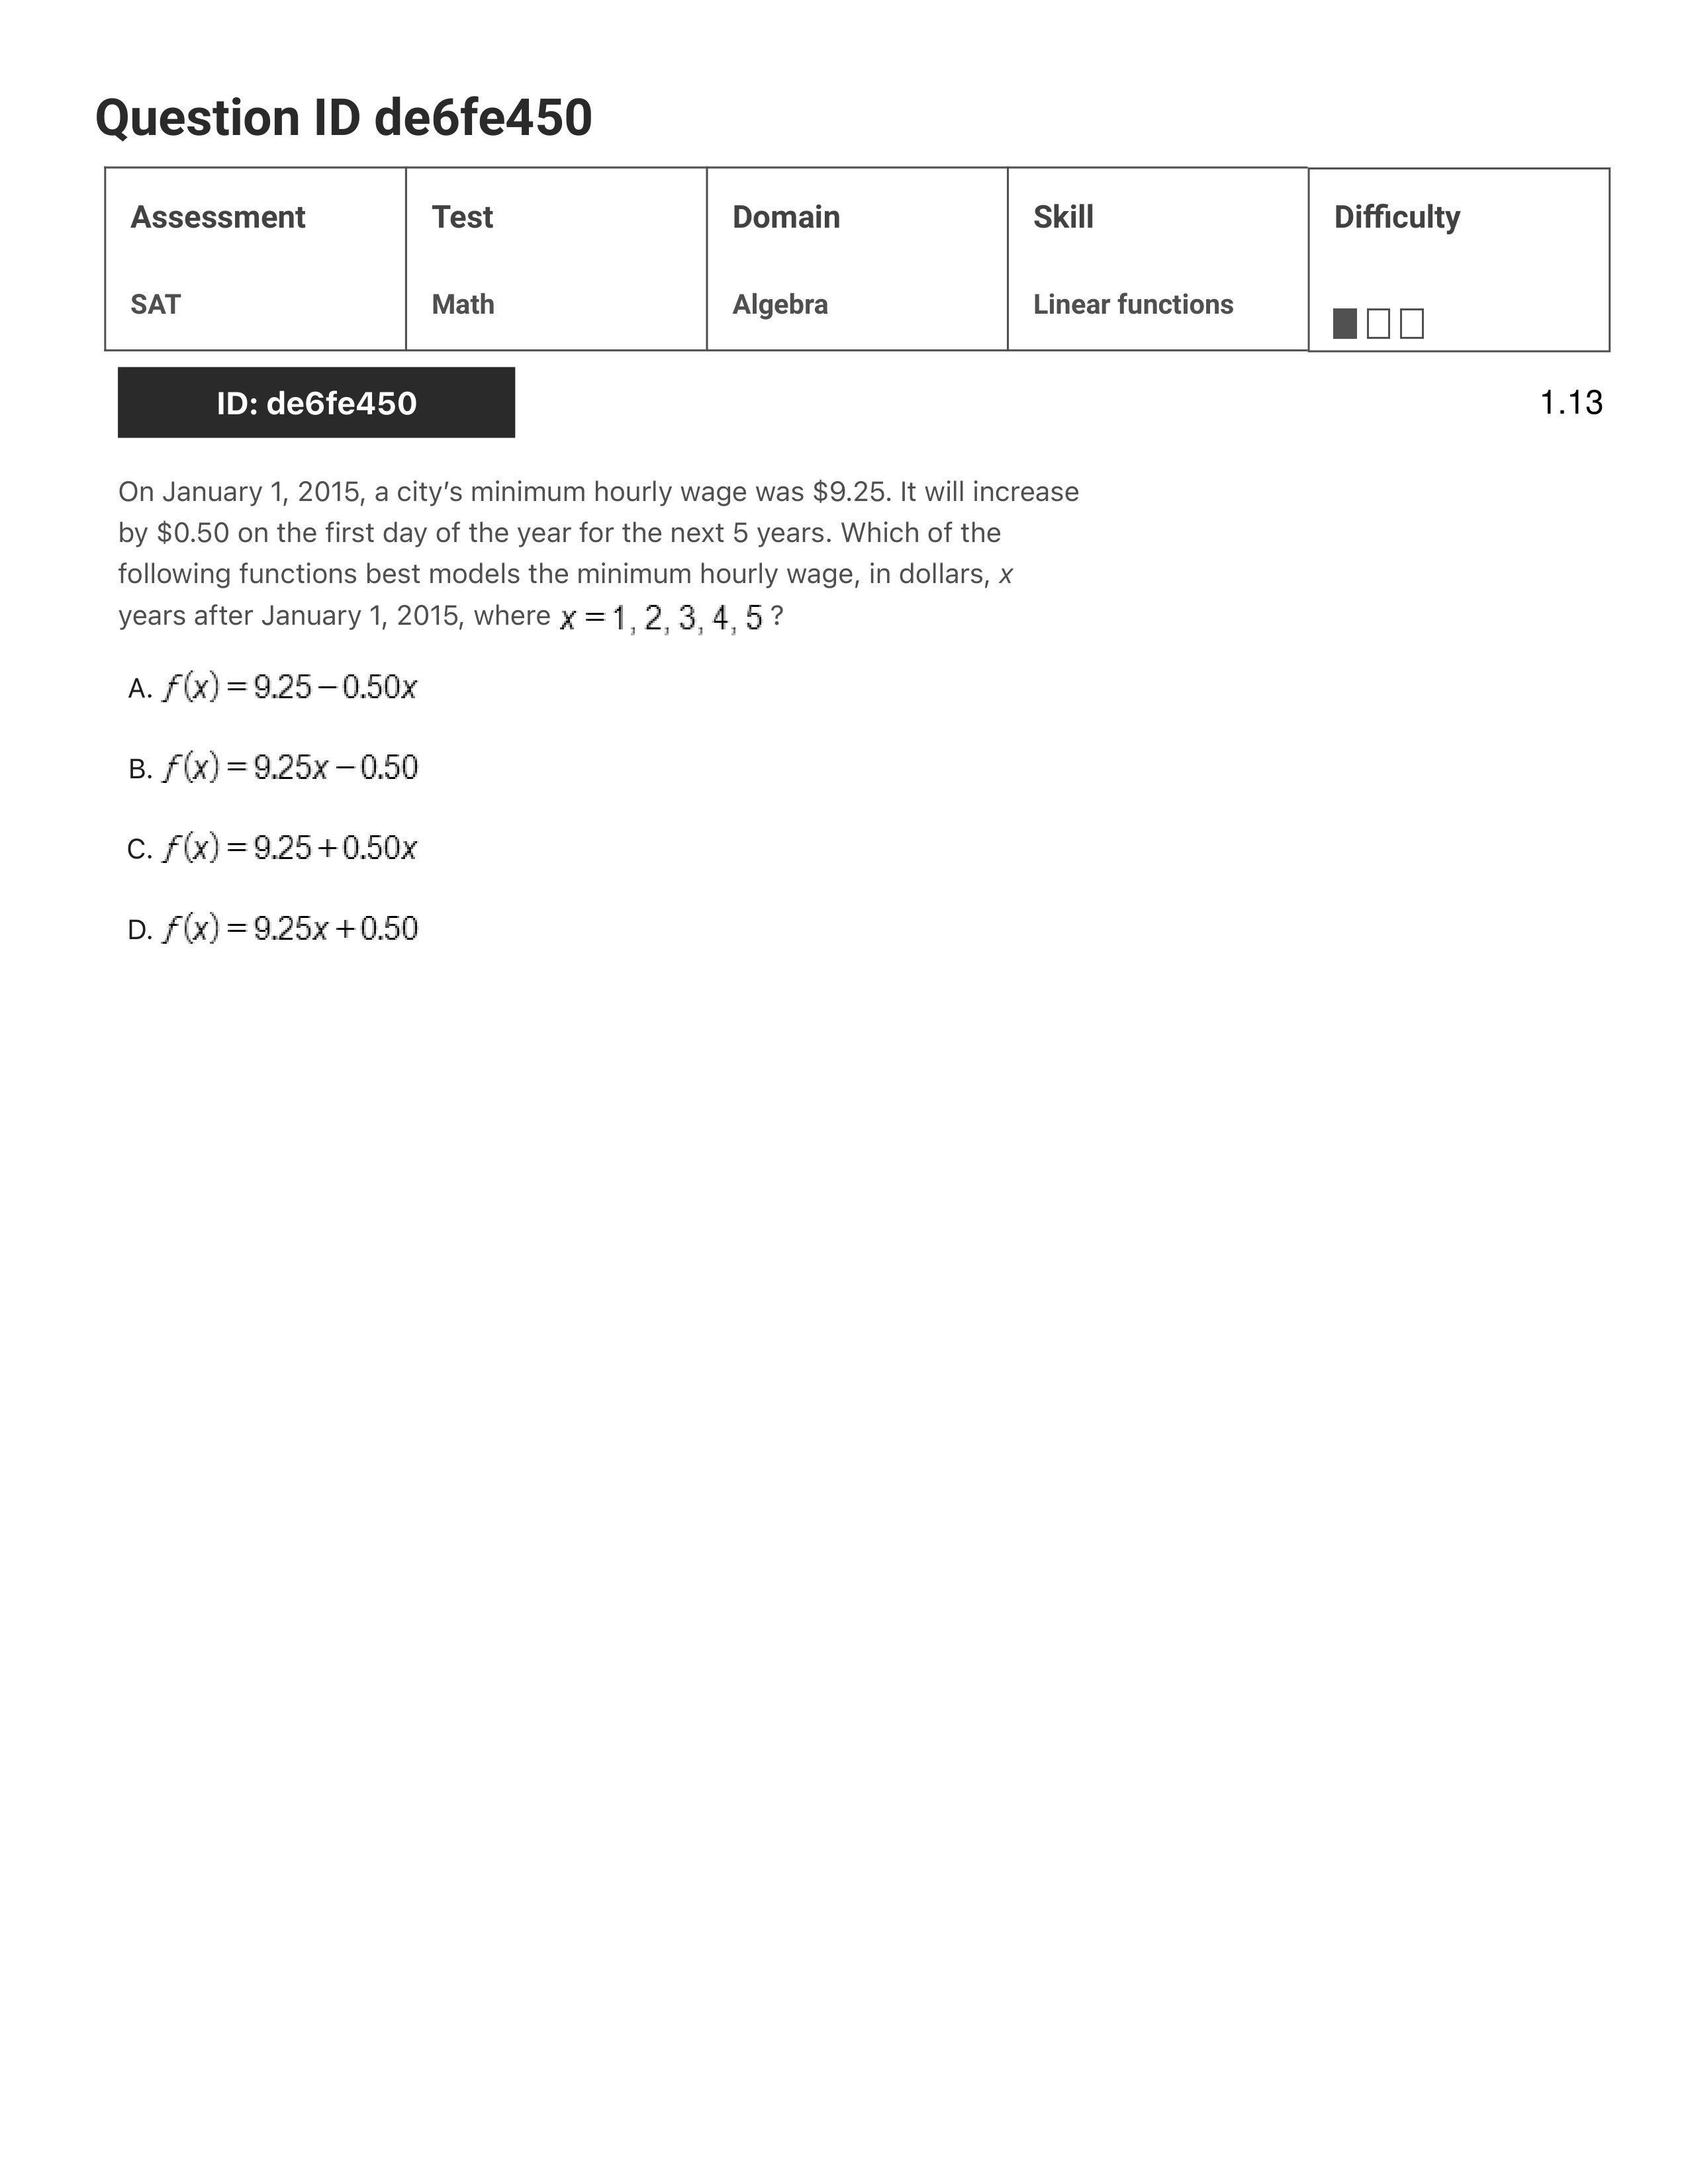 Question ID de6fe450
Assessment Test Domain Skill Difficulty
SAT Math Algebra Linear functions
ID: de6fe450 1.13
On January 1, 2015, a city’s minimum hourly wage was $9.25. It will increase
by $0.50 on the first day of the year for the next 5 years. Which of the
following functions best models the minimum hourly wage, in dollars, x
years after January 1, 2015, where x = 1, 2, 3, 4, 5 ?
A. f(x) = 9.25 − 0.50x
B. f(x) = 9.25x − 0.50
C. f(x) = 9.25 + 0.50x
D. f(x) = 9.25x + 0.50